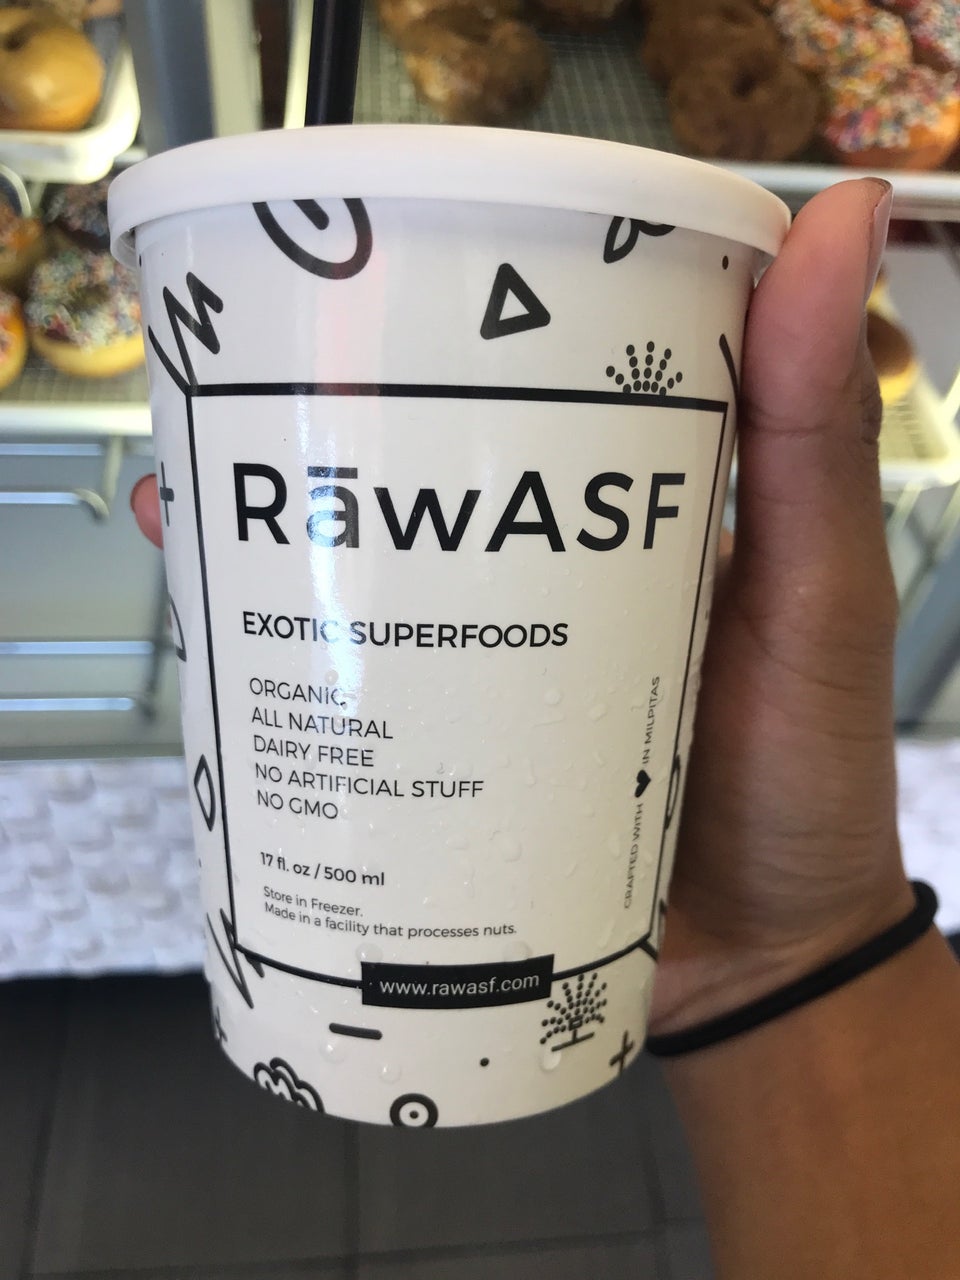 RāwASF
EXOTIC SUPERFOODS
ORGANIC
ALL NATURAL
DAIRY FREE
NO ARTIFICIAL STUFF
NO GMO
17 fl. oz / 500 ml
Store in Freezer.
Made in a facility that processes nuts.
CRAFTED WITH ♥ IN MILPITAS
www.rawasf.com